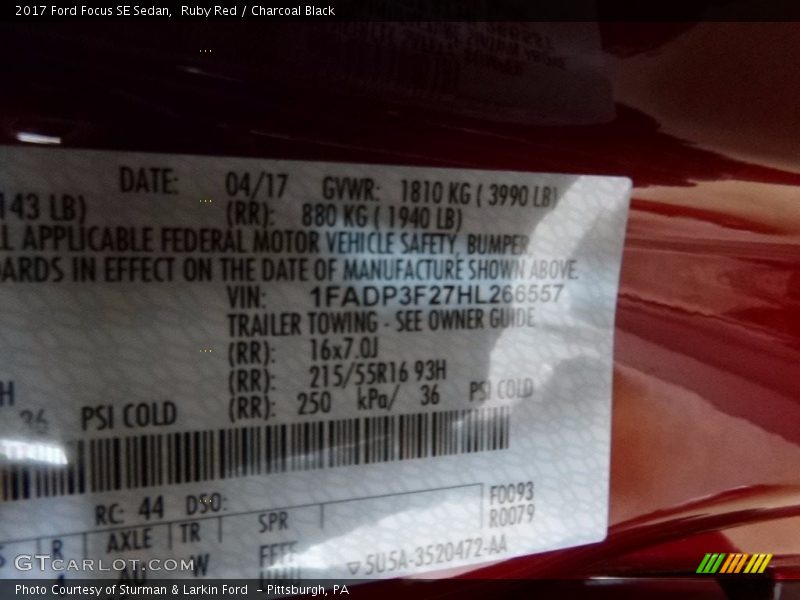 2017 Ford Focus SE Sedan, Ruby Red / Charcoal Black
DATE: 04/17 GVWR: 1810 KG ( 3990 LB)
143 LB) (RR): 880 KG ( 1940 LB)
LL APPLICABLE FEDERAL MOTOR VEHICLE SAFETY, BUMPER
ARDS IN EFFECT ON THE DATE OF MANUFACTURE SHOWN ABOVE.
VIN: 1FADP3F27HL266557
TRAILER TOWING - SEE OWNER GUIDE
(RR): 16x7.0J
H (RR): 215/55R16 93H
36 PSI COLD (RR): 250 kPa/ 36 PSI COLD
RC: 44 DSO: F0093
R AXLE TR SPR R0079
W 5U5A-3520472-AA
GTCARLOT.COM
Photo Courtesy of Sturman & Larkin Ford - Pittsburgh, PA